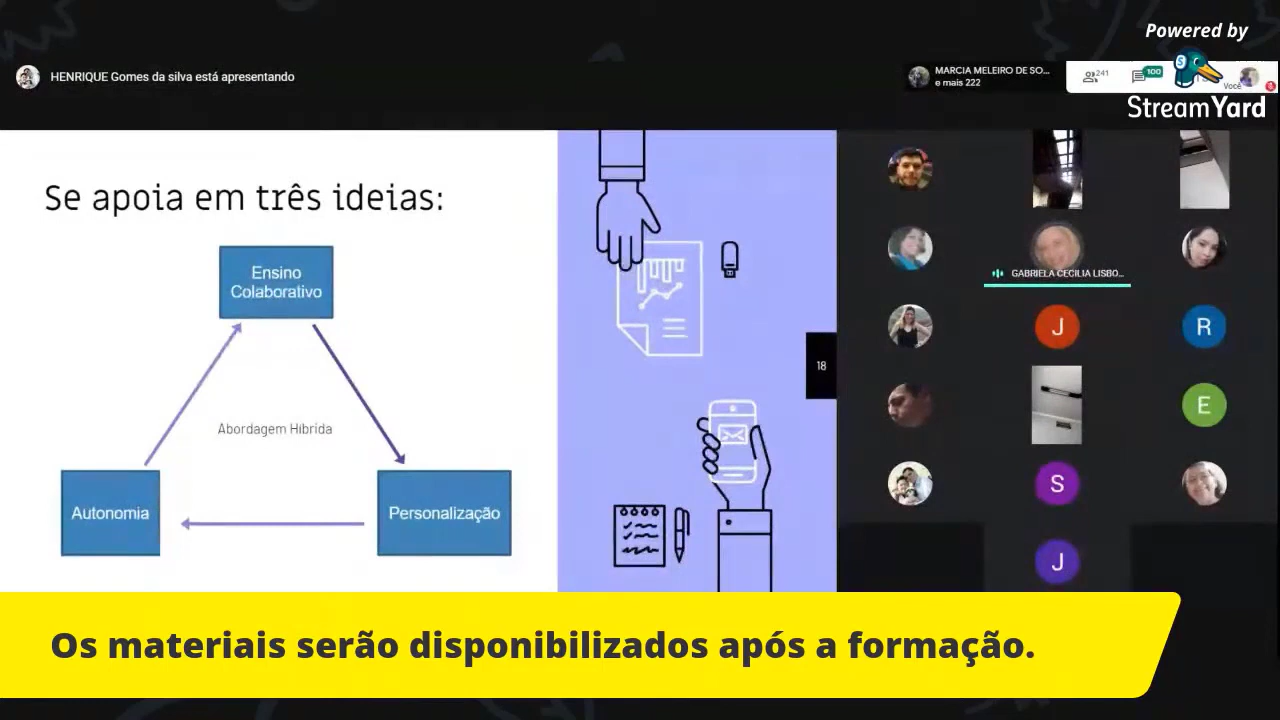 Powered by
StreamYard
HENRIQUE Gomes da silva está apresentando
MARCIA MELEIRO DE SO...
e mais 222
241
100
Você
Se apoia em três ideias:
Ensino
Colaborativo
Abordagem Híbrida
Autonomia
Personalização
18
GABRIELA CECILIA LISBO...
J
R
E
S
J
Os materiais serão disponibilizados após a formação.